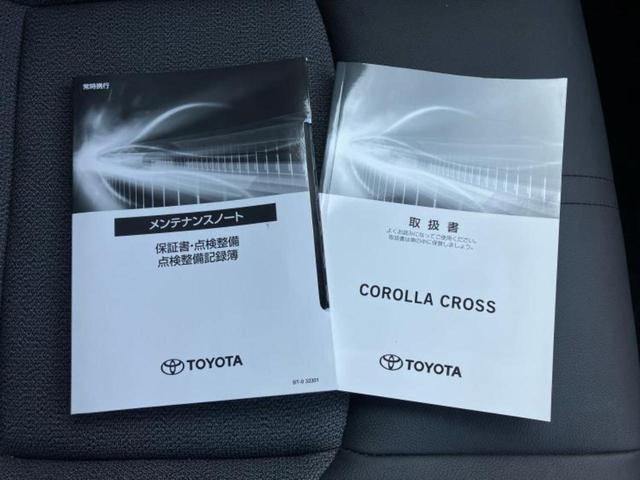 常時携行
メンテナンスノート
保証書・点検整備
点検整備記録簿
TOYOTA
取扱書
よくお読みになってご使用ください。
取扱書は車の中に保管しましょう。
COROLLA CROSS
TOYOTA